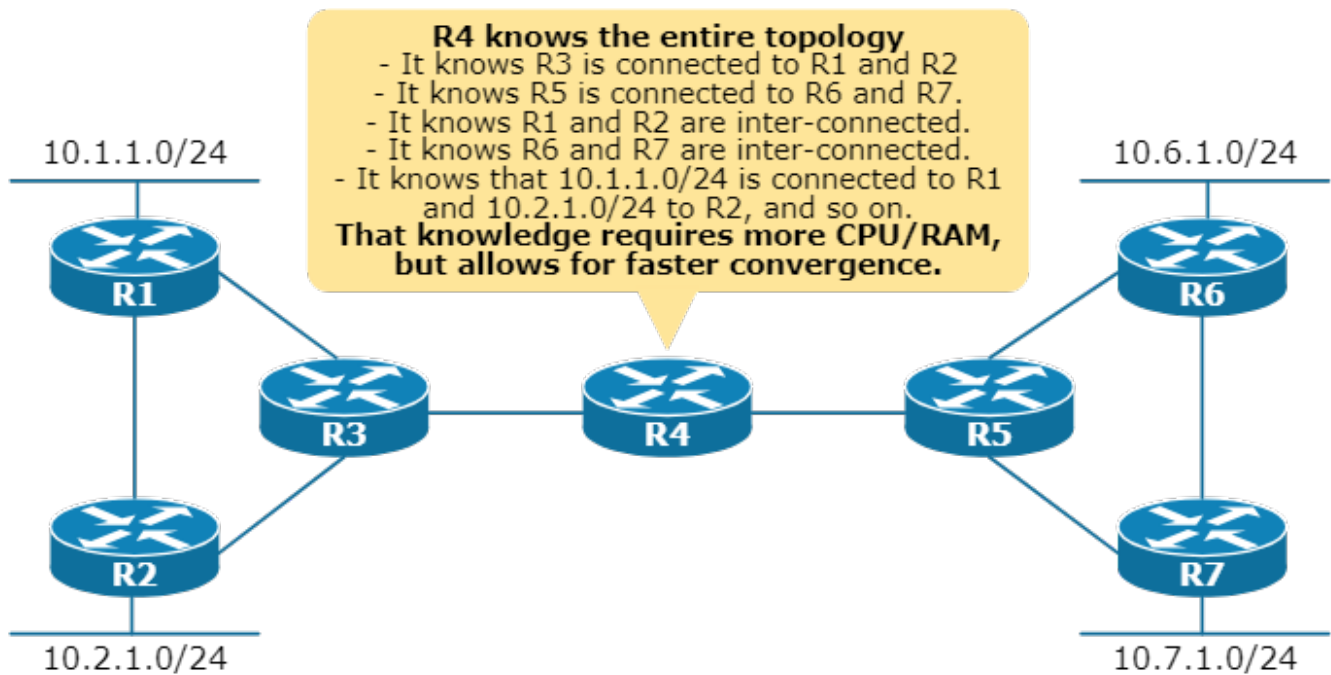 R4 knows the entire topology
- It knows R3 is connected to R1 and R2
- It knows R5 is connected to R6 and R7.
- It knows R1 and R2 are inter-connected.
- It knows R6 and R7 are inter-connected.
- It knows that 10.1.1.0/24 is connected to R1
and 10.2.1.0/24 to R2, and so on.
That knowledge requires more CPU/RAM,
but allows for faster convergence.
10.1.1.0/24
10.6.1.0/24
R1
R6
R3
R4
R5
R2
R7
10.2.1.0/24
10.7.1.0/24